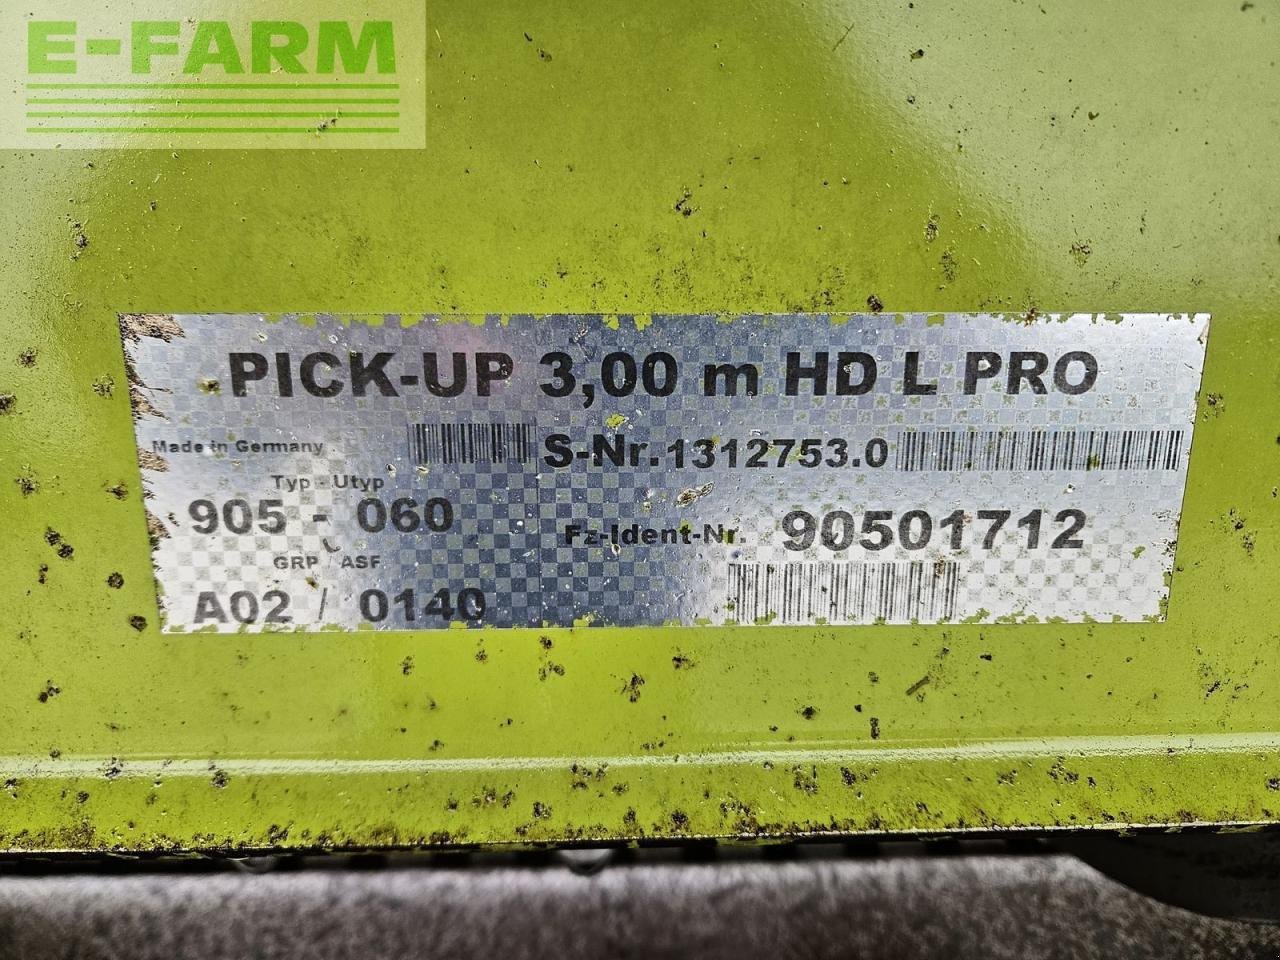 E-FARM
PICK-UP 3,00 m HD L PRO
Made in Germany
S-Nr.1312753.0
Typ - Utyp
905 - 060
Fz-Ident-Nr. 90501712
GRP / ASF
A02 / 0140